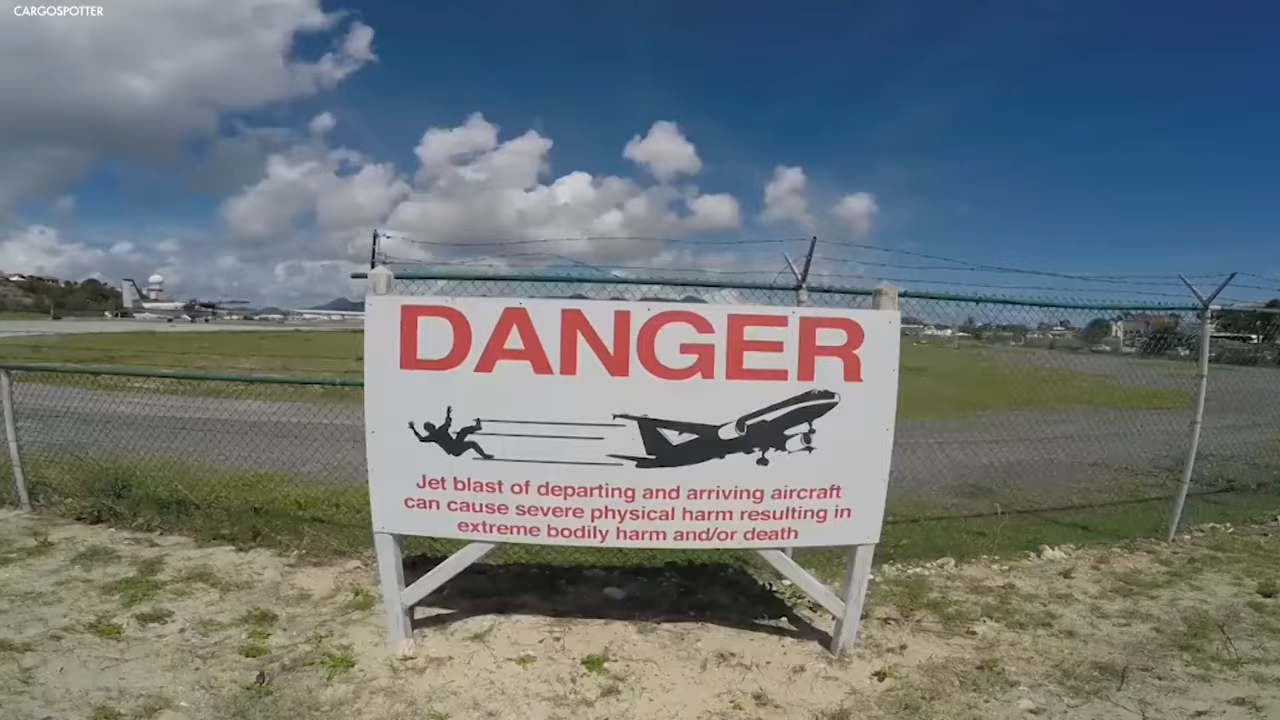 CARGOSPOTTER
DANGER
Jet blast of departing and arriving aircraft
can cause severe physical harm resulting in
extreme bodily harm and/or death